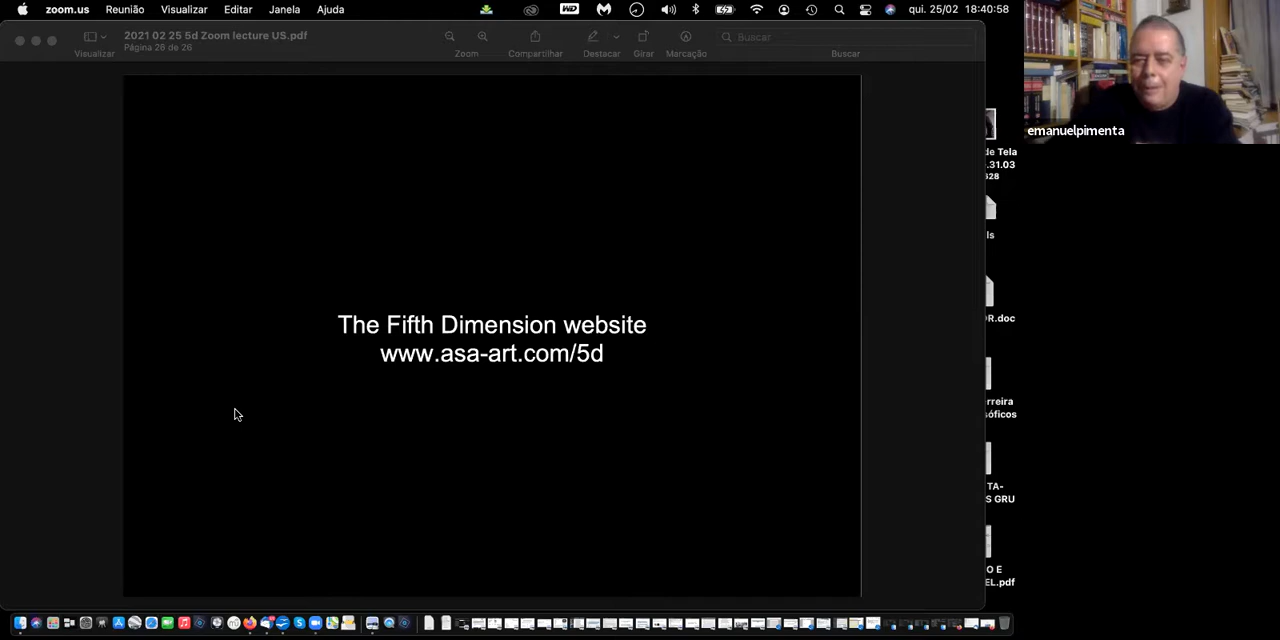 zoom.us Reunião Visualizar Editar Janela Ajuda
WD
qui. 25/02 18:40:58
2021 02 25 5d Zoom lecture US.pdf
Página 26 de 26
Visualizar
Zoom
Compartilhar
Destacar
Girar
Marcação
Buscar
Buscar
emanuelpimenta
The Fifth Dimension website
www.asa-art.com/5d
de Tela
.31.03
628
ls
R.doc
rreira
sóficos
TA-
S GRU
O E
EL.pdf